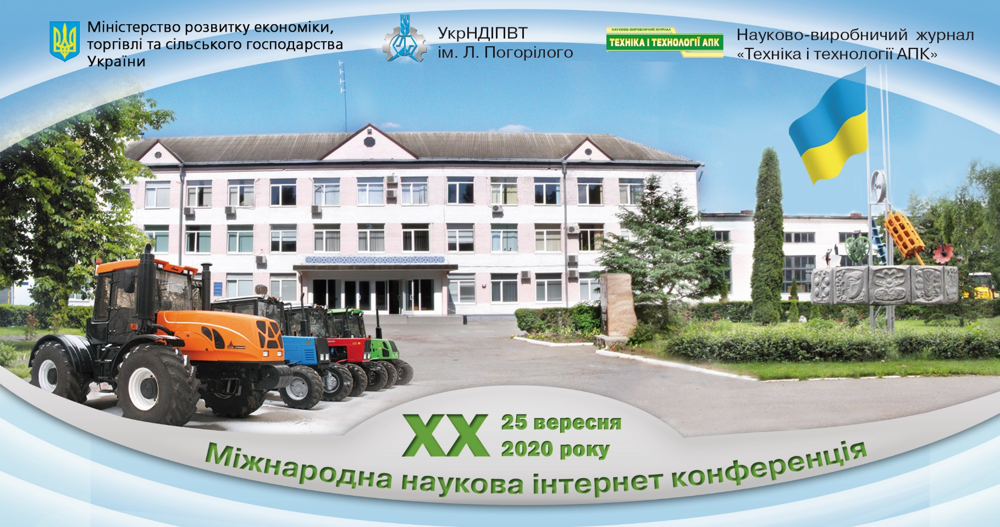 Міністерство розвитку економіки,
торгівлі та сільського господарства
України
УкрНДІПВТ
ім. Л. Погорілого
НАУКОВО-ВИРОБНИЧИЙ ЖУРНАЛ
ТЕХНІКА І ТЕХНОЛОГІЇ АПК
Науково-виробничий журнал
«Техніка і технології АПК»
XX
25 вересня
2020 року
Міжнародна наукова інтернет конференція